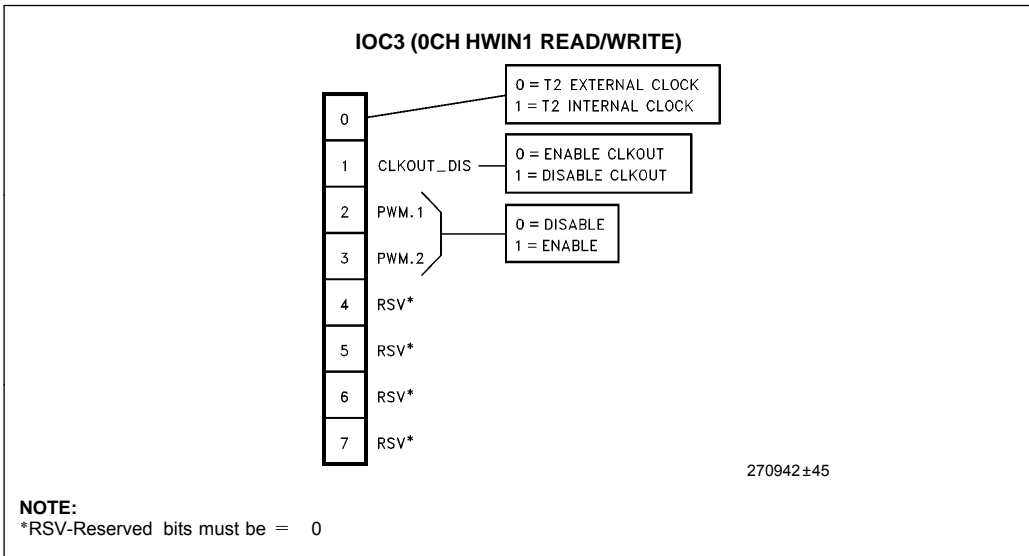 IOC3 (0CH HWIN1 READ/WRITE)
0 = T2 EXTERNAL CLOCK
1 = T2 INTERNAL CLOCK
0
1 CLKOUT_DIS
0 = ENABLE CLKOUT
1 = DISABLE CLKOUT
2 PWM.1
0 = DISABLE
1 = ENABLE
3 PWM.2
4 RSV*
5 RSV*
6 RSV*
7 RSV*
270942±45
NOTE:
*RSV-Reserved bits must be = 0